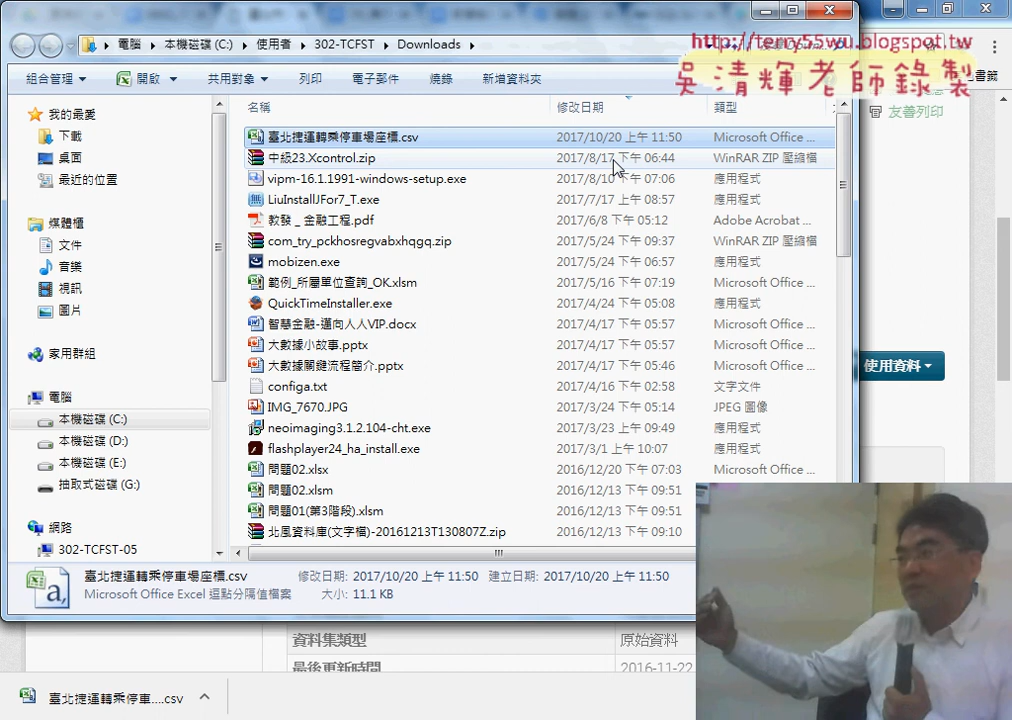 電腦 ▸ 本機磁碟 (C:) ▸ 使用者 ▸ 302-TCFST ▸ Downloads ▸
http://terry55wu.blogspot.tw
吳清輝老師錄製
書籤
組合管理 ▼ 開啟 ▼ 共用對象 ▼ 列印 電子郵件 燒錄 新增資料夾
友善列印
我的最愛
下載
桌面
最近的位置
媒體櫃
文件
音樂
視訊
圖片
家用群組
電腦
本機磁碟 (C:)
本機磁碟 (D:)
本機磁碟 (E:)
抽取式磁碟 (G:)
網路
302-TCFST-05
名稱 修改日期 類型
臺北捷運轉乘停車場座標.csv 2017/10/20 上午 11:50 Microsoft Office ...
中級23.Xcontrol.zip 2017/8/17 下午 06:44 WinRAR ZIP 壓縮檔
vipm-16.1.1991-windows-setup.exe 2017/8/10 下午 07:06 應用程式
LiuInstallJFor7_T.exe 2017/7/17 上午 08:57 應用程式
教發 _ 金融工程.pdf 2017/6/8 下午 05:12 Adobe Acrobat ...
com_try_pckhosregvabxhqgq.zip 2017/5/24 下午 09:37 WinRAR ZIP 壓縮檔
mobizen.exe 2017/5/24 下午 06:57 應用程式
範例_所屬單位查詢_OK.xlsm 2017/5/16 下午 07:19 Microsoft Office ...
QuickTimeInstaller.exe 2017/4/24 下午 05:08 應用程式
智慧金融-邁向人人VIP.docx 2017/4/17 下午 05:57 Microsoft Office ...
大數據小故事.pptx 2017/4/17 下午 05:57 Microsoft Office ...
大數據關鍵流程簡介.pptx 2017/4/17 下午 05:46 Microsoft Office ...
configa.txt 2017/4/16 下午 02:58 文字文件
IMG_7670.JPG 2017/3/24 下午 05:14 JPEG 圖像
neoimaging3.1.2.104-cht.exe 2017/3/23 上午 09:49 應用程式
flashplayer24_ha_install.exe 2017/3/1 上午 10:07 應用程式
問題02.xlsx 2016/12/20 下午 07:03 Microsoft Office ...
問題02.xlsm 2016/12/13 下午 09:51
問題01(第3階段).xlsm 2016/12/13 下午 09:51
北風資料庫(文字檔)-20161213T130807Z.zip 2016/12/13 下午 09:10
使用資料
臺北捷運轉乘停車場座標.csv 修改日期: 2017/10/20 上午 11:50 建立日期: 2017/10/20 上午 11:50
Microsoft Office Excel 逗點分隔值檔案 大小: 11.1 KB
資料集類型 原始資料
最後更新時間 2016-11-22
臺北捷運轉乘停車....csv